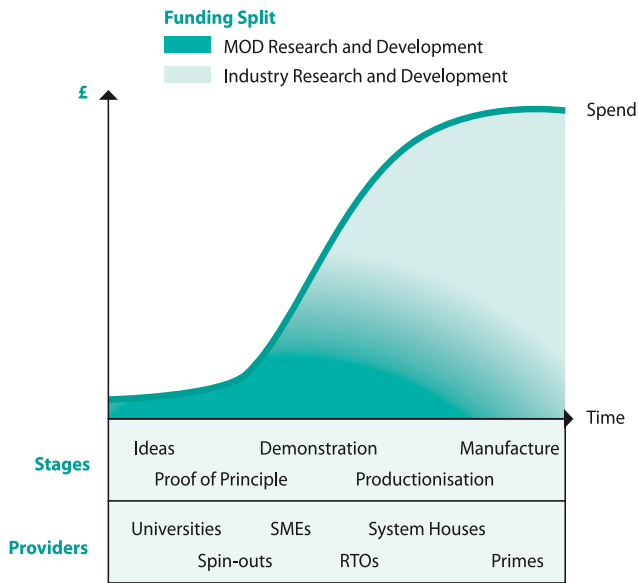 Funding Split
MOD Research and Development
Industry Research and Development
£
Spend
Time
Stages
Ideas Demonstration Manufacture
Proof of Principle Productionisation
Providers
Universities SMEs System Houses
Spin-outs RTOs Primes